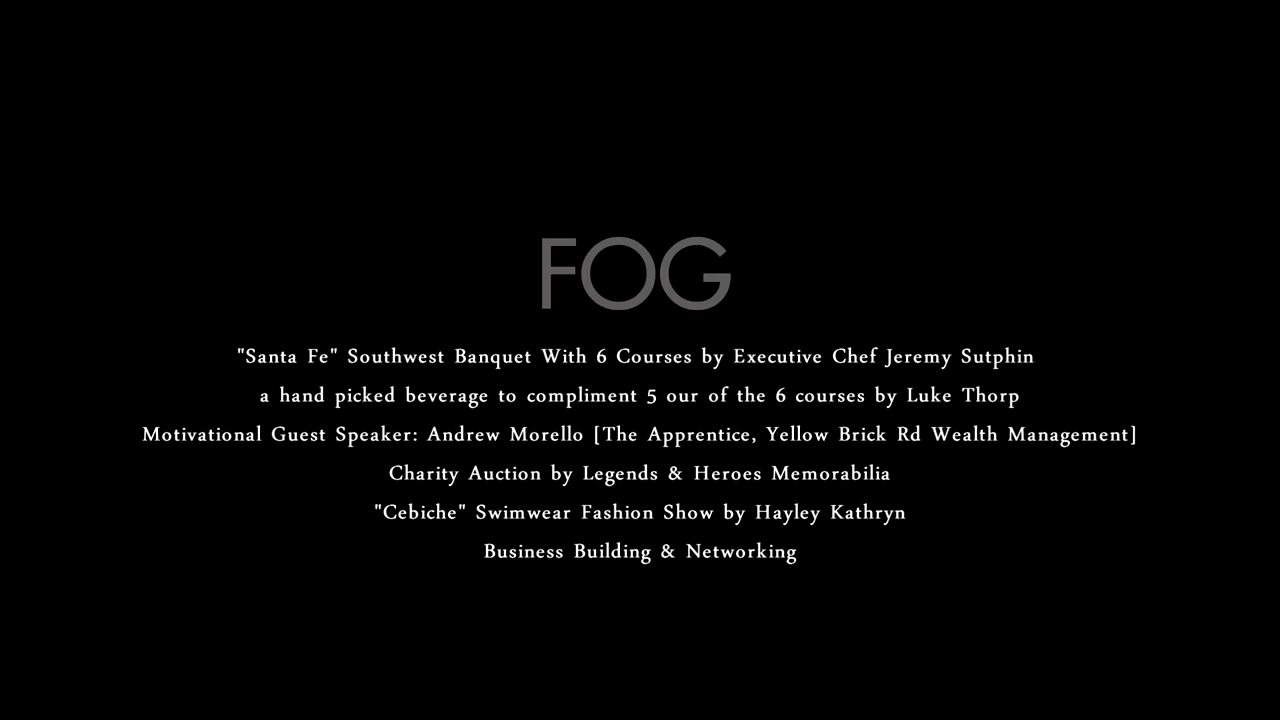 FOG
"Santa Fe" Southwest Banquet With 6 Courses by Executive Chef Jeremy Sutphin
a hand picked beverage to compliment 5 our of the 6 courses by Luke Thorp
Motivational Guest Speaker: Andrew Morello [The Apprentice, Yellow Brick Rd Wealth Management]
Charity Auction by Legends & Heroes Memorabilia
"Cebiche" Swimwear Fashion Show by Hayley Kathryn
Business Building & Networking